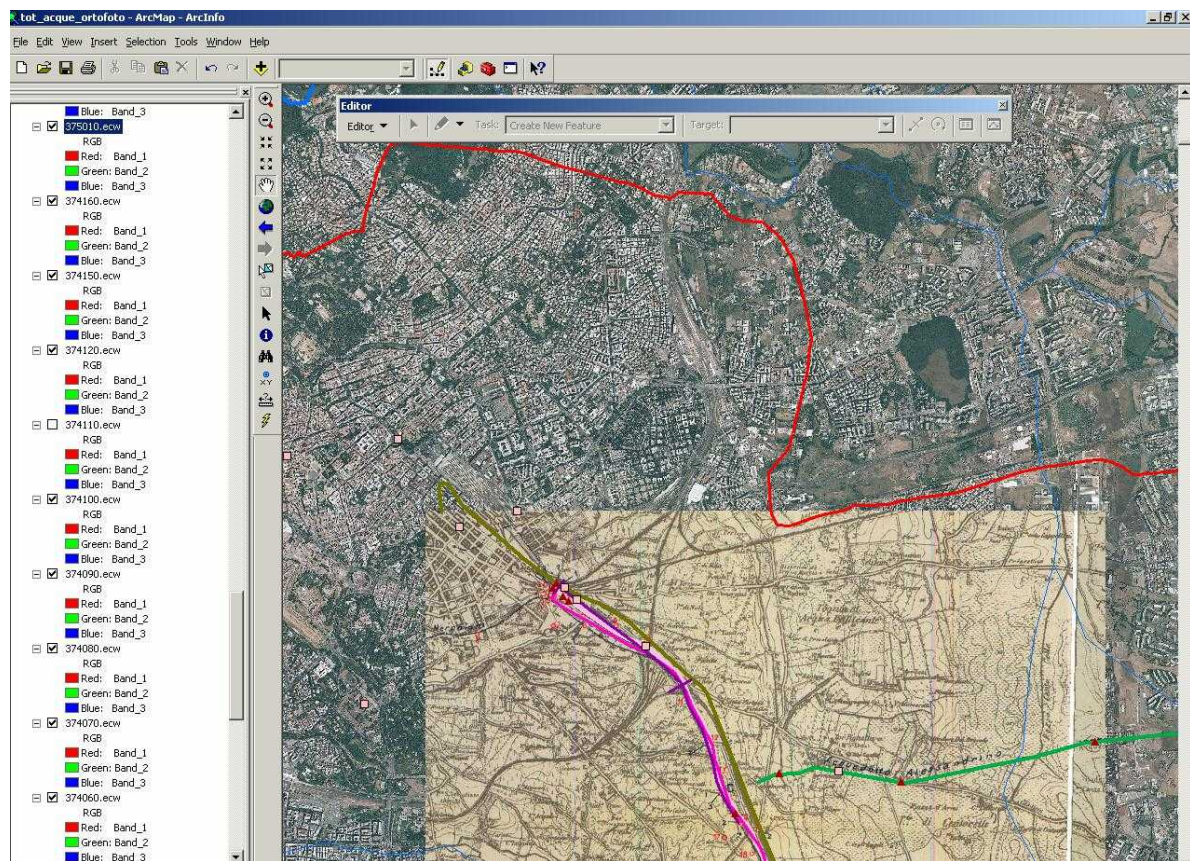 tot_acque_ortofoto - ArcMap - ArcInfo
File Edit View Insert Selection Tools Window Help
Editor
Editor Task: Create New Feature Target:
Blue: Band_3
375010.ecw
RGB
Red: Band_1
Green: Band_2
Blue: Band_3
374160.ecw
RGB
Red: Band_1
Green: Band_2
Blue: Band_3
374150.ecw
RGB
Red: Band_1
Green: Band_2
Blue: Band_3
374120.ecw
RGB
Red: Band_1
Green: Band_2
Blue: Band_3
374110.ecw
RGB
Red: Band_1
Green: Band_2
Blue: Band_3
374100.ecw
RGB
Red: Band_1
Green: Band_2
Blue: Band_3
374090.ecw
RGB
Red: Band_1
Green: Band_2
Blue: Band_3
374080.ecw
RGB
Red: Band_1
Green: Band_2
Blue: Band_3
374070.ecw
RGB
Red: Band_1
Green: Band_2
Blue: Band_3
374060.ecw
RGB
Red: Band_1
Green: Band_2
Blue: Band_3
XY